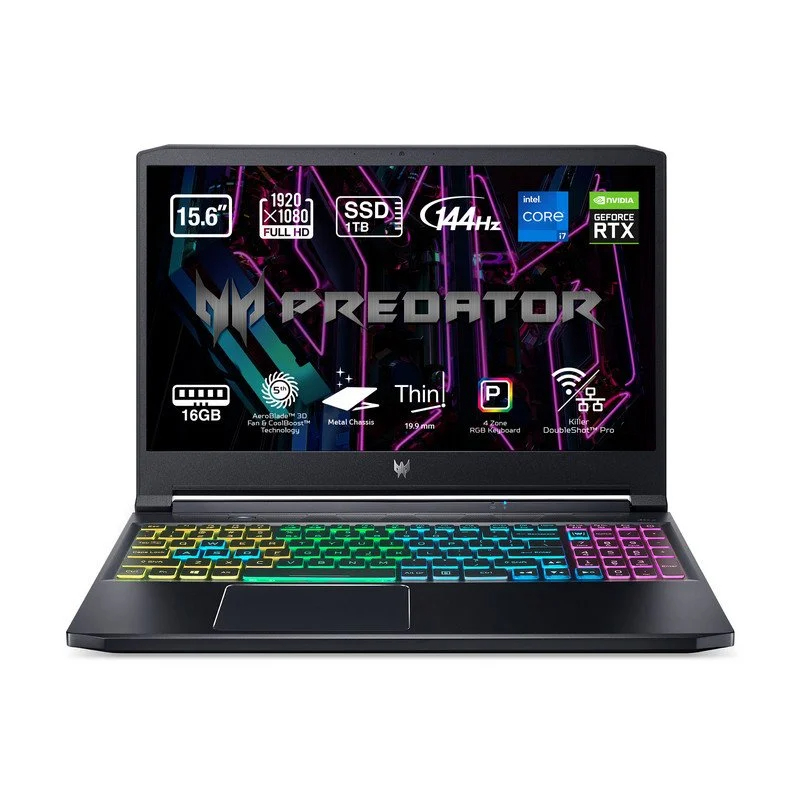 15.6"
1920
×1080
FULL HD
SSD
1TB
144Hz
intel
CORE
i7
NVIDIA
GEFORCE
RTX
PREDATOR
16GB
5th
AeroBlade™ 3D
Fan & CoolBoost™
Technology
Metal Chassis
Thin!
19.9 mm
P
4 Zone
RGB Keyboard
Killer
DoubleShot™ Pro